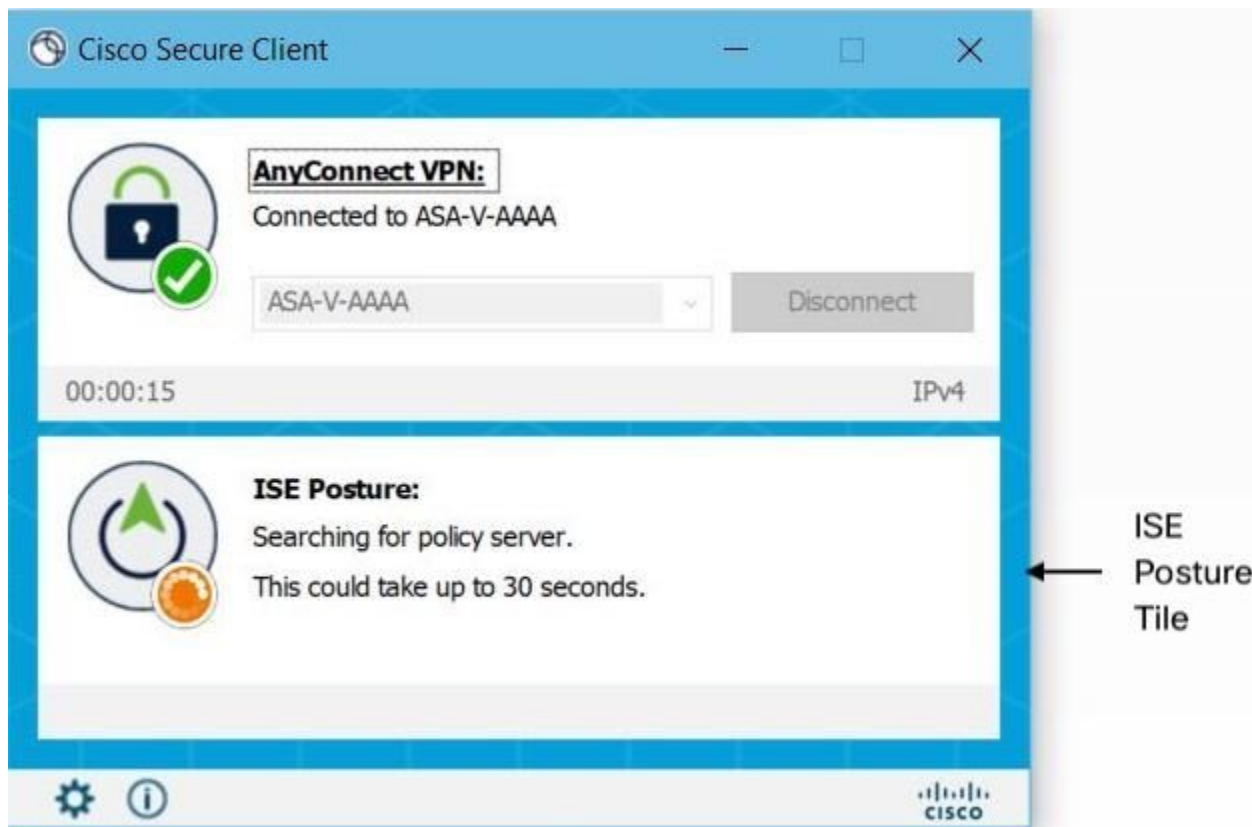 Cisco Secure Client
AnyConnect VPN:
Connected to ASA-V-AAAA
ASA-V-AAAA
Disconnect
00:00:15
IPv4
ISE Posture:
Searching for policy server.
This could take up to 30 seconds.
ISE
Posture
Tile
CISCO